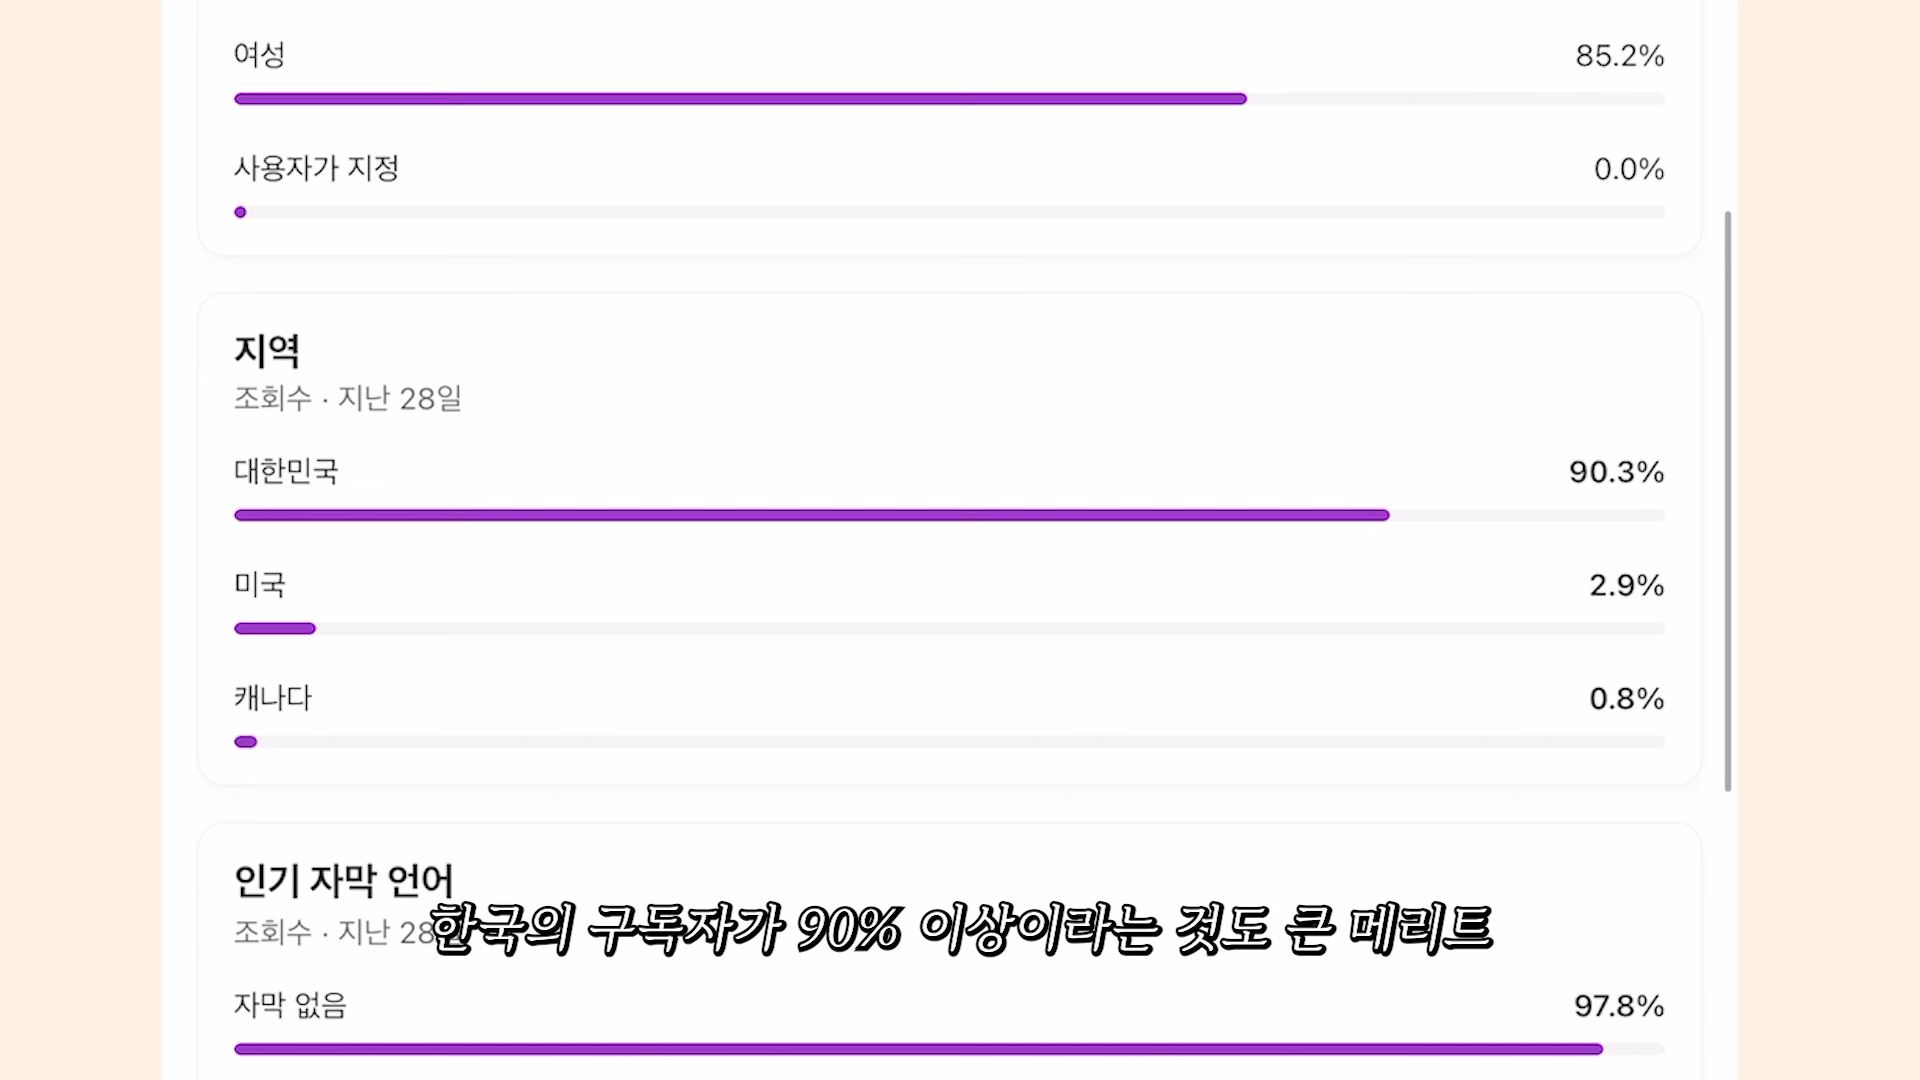 여성
85.2%
사용자가 지정
0.0%
지역
조회수 · 지난 28일
대한민국
90.3%
미국
2.9%
캐나다
0.8%
인기 자막 언어
조회수 · 지난 28
한국의 구독자가 90% 이상이라는 것도 큰 메리트
자막 없음
97.8%